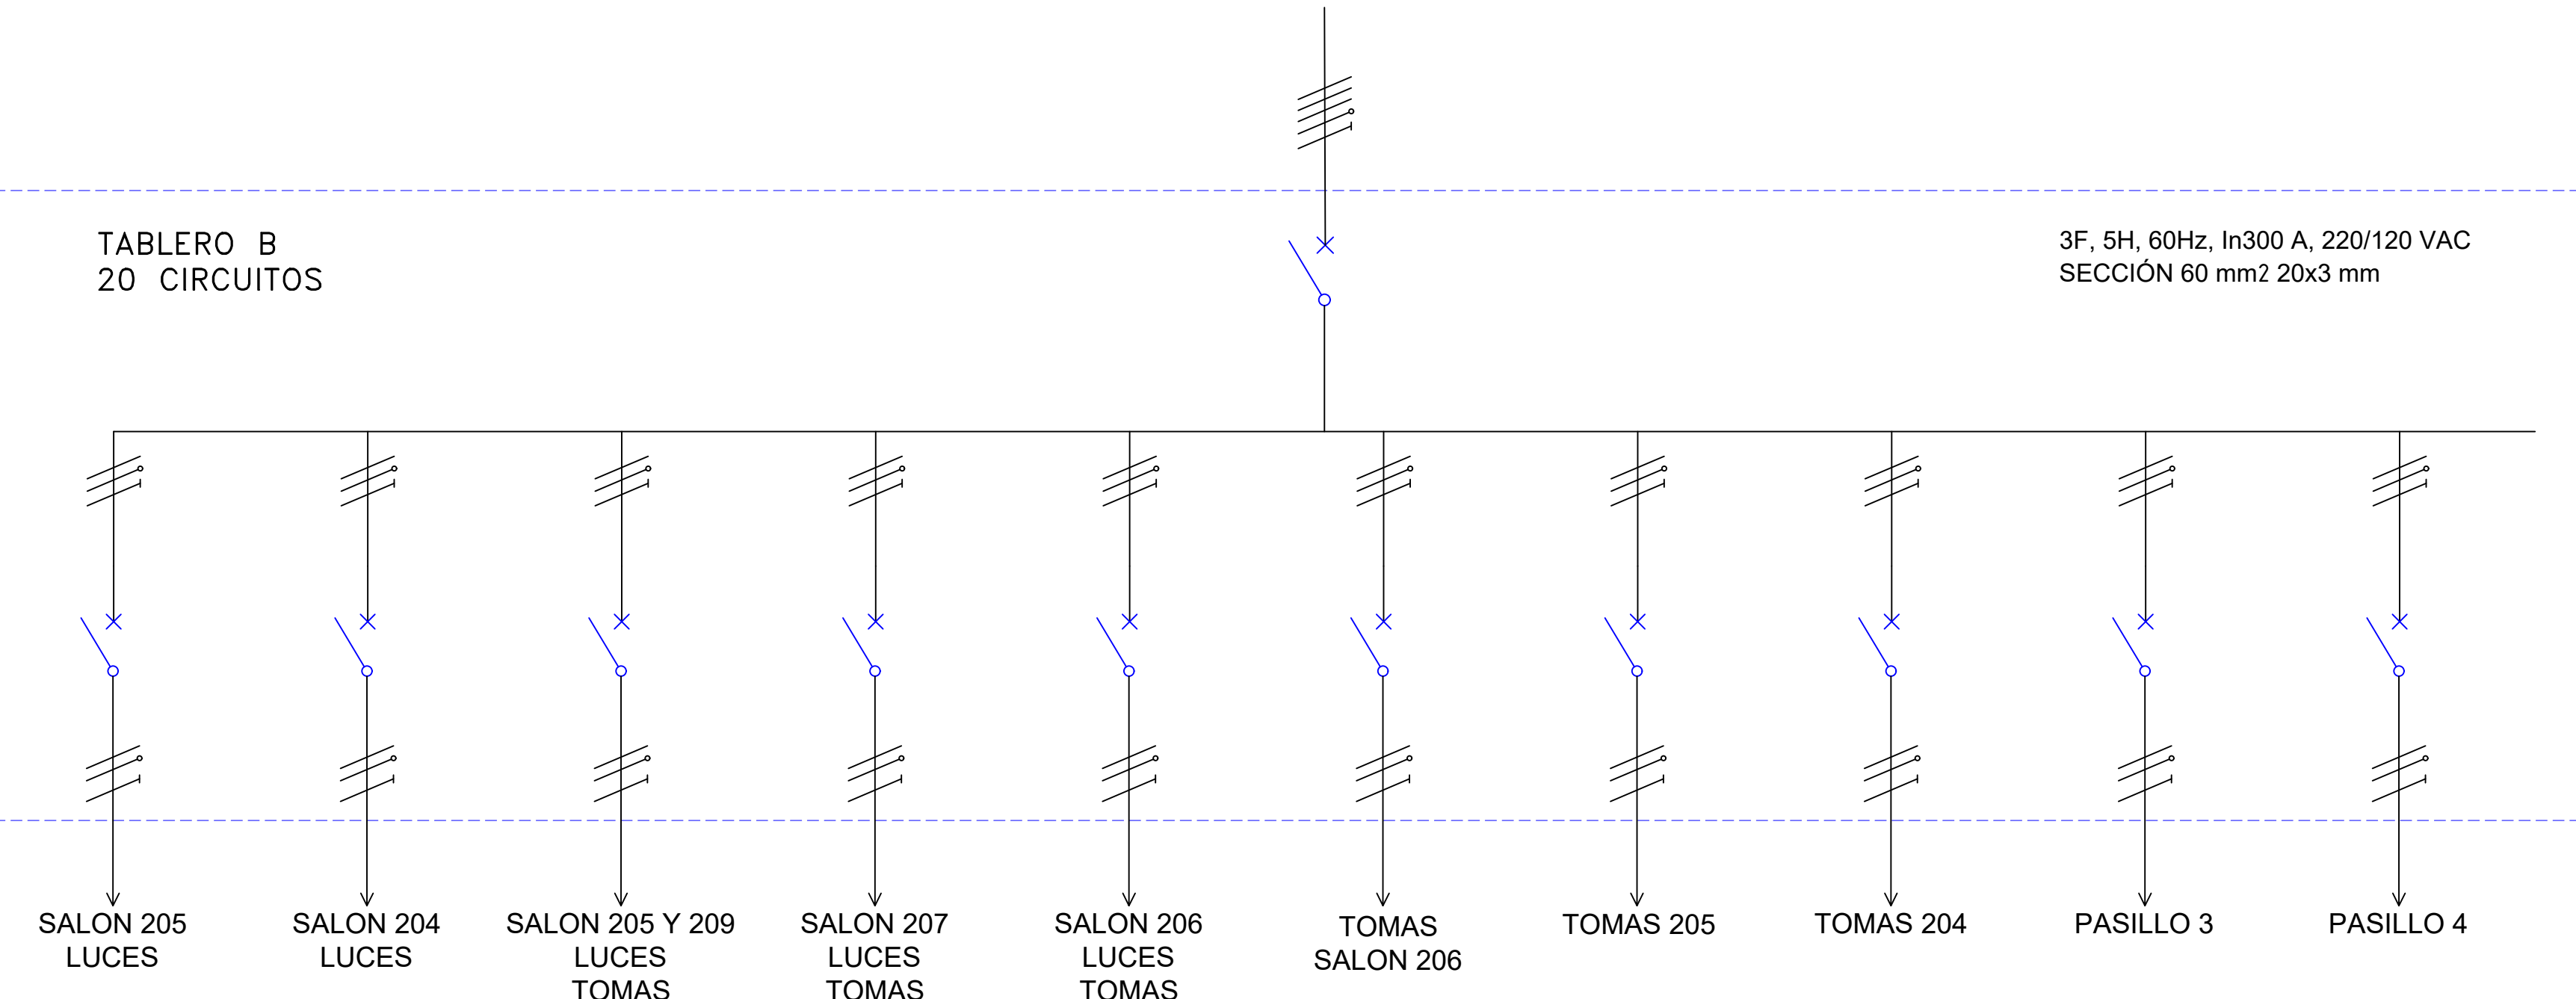 TABLERO B
20 CIRCUITOS
3F, 5H, 60Hz, In300 A, 220/120 VAC
SECCIÓN 60 mm2 20x3 mm
SALON 205
LUCES
SALON 204
LUCES
SALON 205 Y 209
LUCES
TOMAS
SALON 207
LUCES
TOMAS
SALON 206
LUCES
TOMAS
TOMAS
SALON 206
TOMAS 205
TOMAS 204
PASILLO 3
PASILLO 4